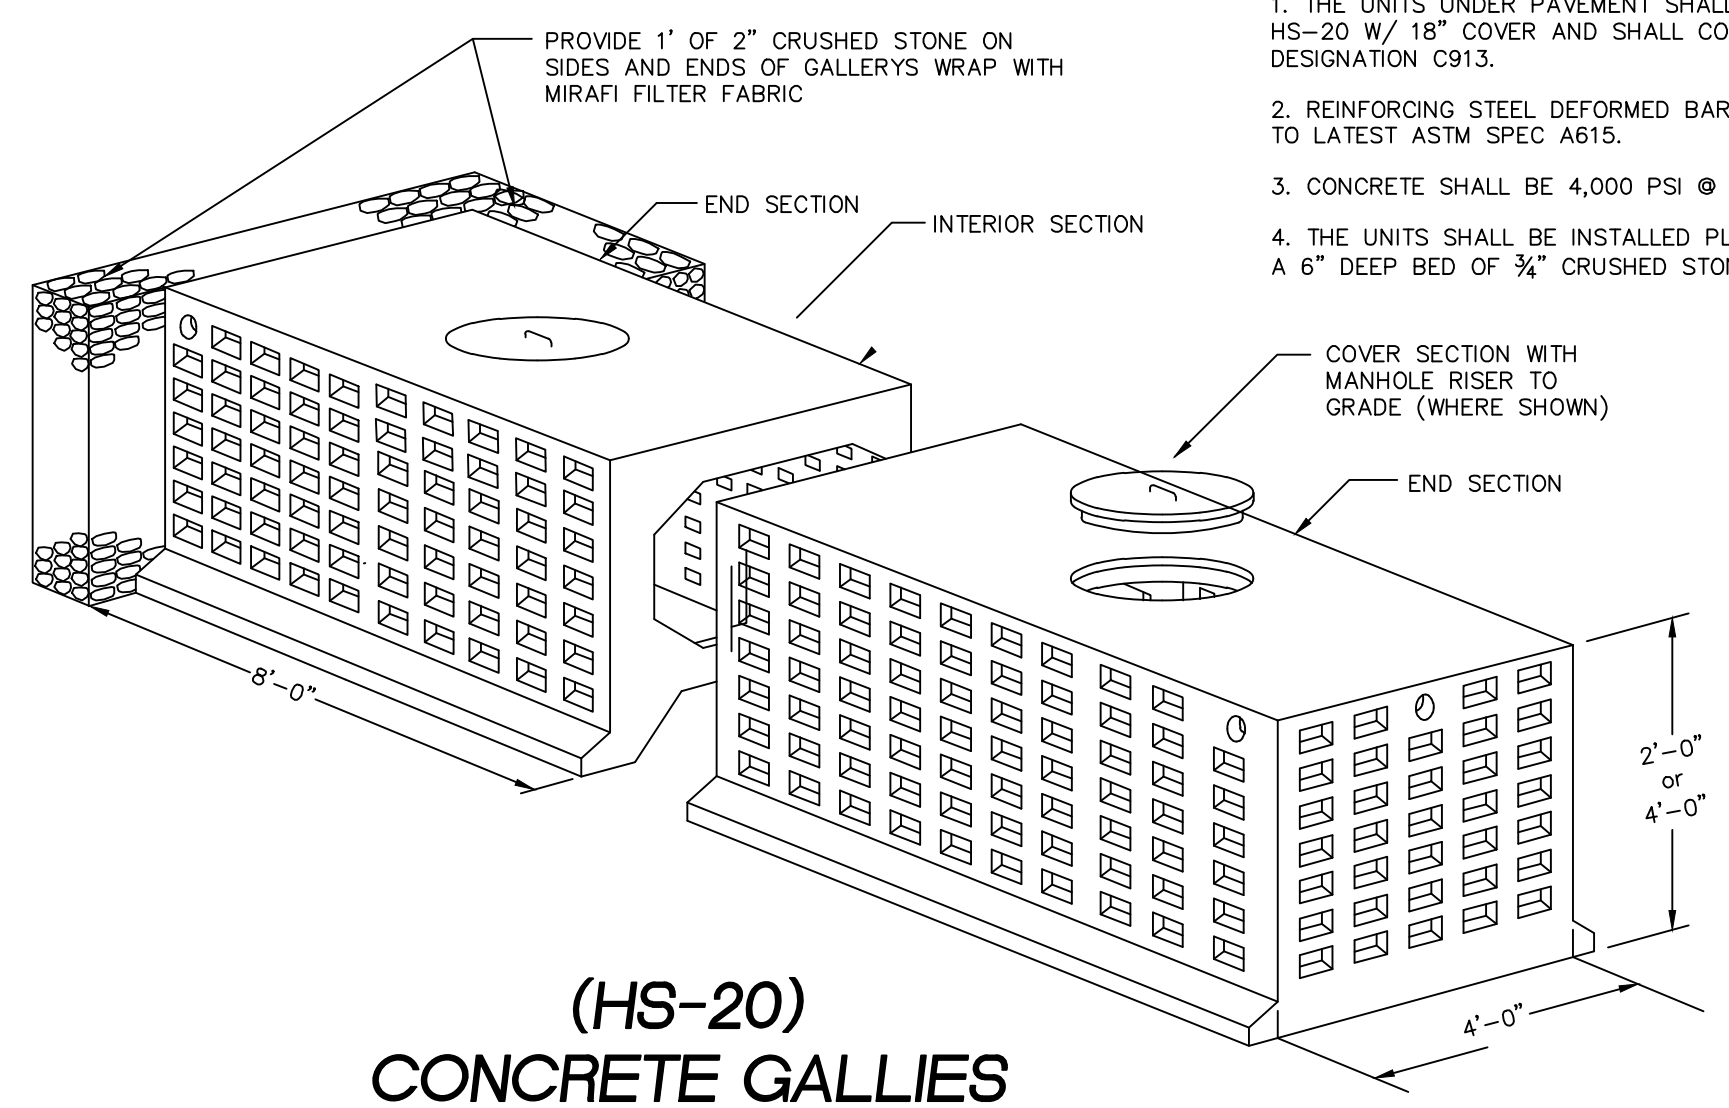 1. THE UNITS UNDER PAVEMENT SHALL
HS-20 W/ 18" COVER AND SHALL CO
DESIGNATION C913.
2. REINFORCING STEEL DEFORMED BAR
TO LATEST ASTM SPEC A615.
3. CONCRETE SHALL BE 4,000 PSI @
4. THE UNITS SHALL BE INSTALLED PL
A 6" DEEP BED OF ¾" CRUSHED STO
PROVIDE 1' OF 2" CRUSHED STONE ON
SIDES AND ENDS OF GALLERYS WRAP WITH
MIRAFI FILTER FABRIC
END SECTION
INTERIOR SECTION
COVER SECTION WITH
MANHOLE RISER TO
GRADE (WHERE SHOWN)
END SECTION
8'-0"
2'-0"
or
4'-0"
4'-0"
(HS-20)
CONCRETE GALLIES